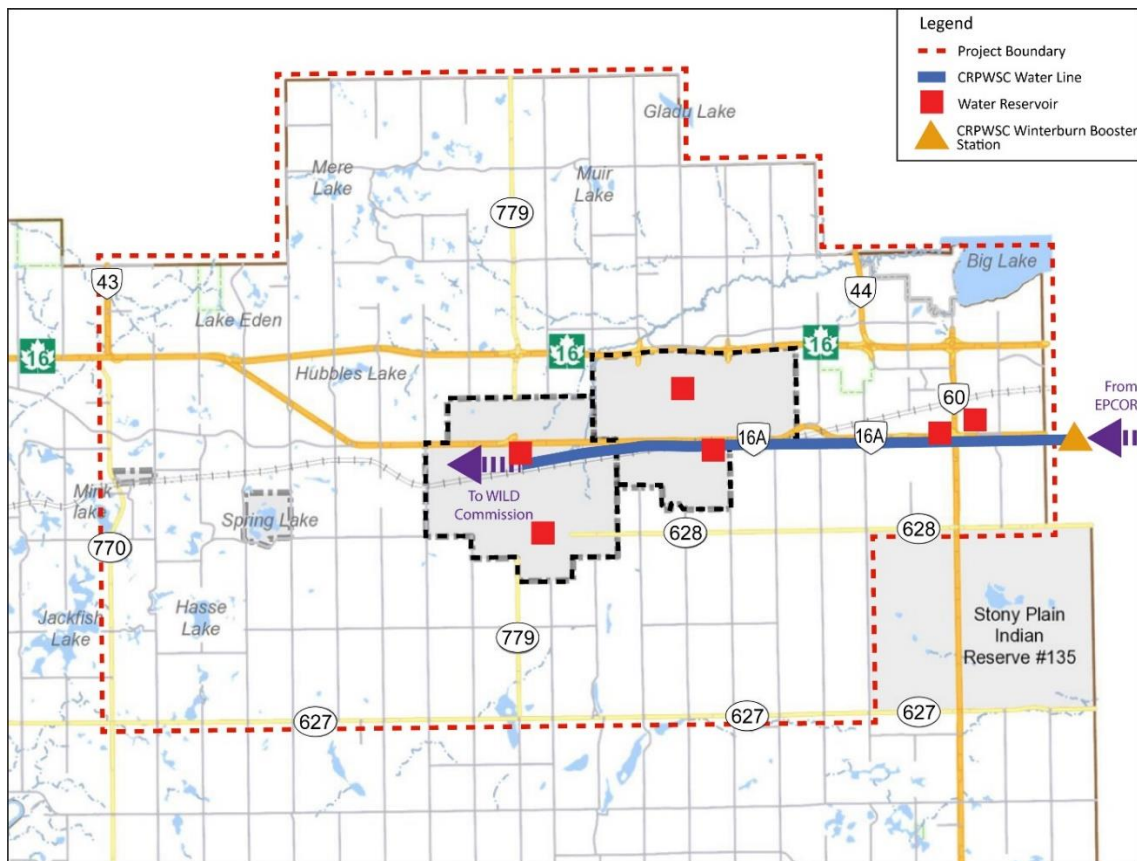 Legend
Project Boundary
CRPWSC Water Line
Water Reservoir
CRPWSC Winterburn Booster
Station
Gladu Lake
Mere
Lake
Muir
Lake
779
Big Lake
43
44
Lake Eden
16
16
16
Hubbles Lake
60
From
EPCOR
16A
16A
To WILD
Commission
Mink
lake
Spring Lake
628
628
770
Hasse
Lake
Jackfish
Lake
Stony Plain
Indian
Reserve #135
779
627
627
627